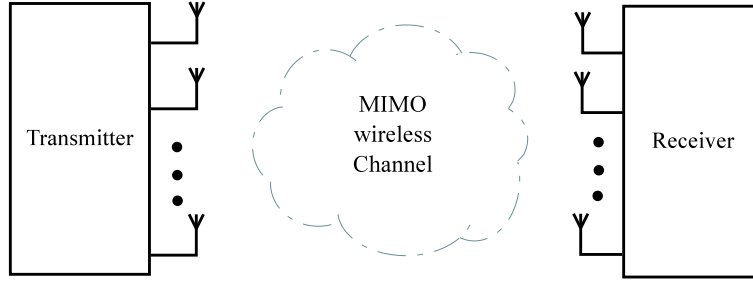 Transmitter
MIMO
wireless
Channel
Receiver